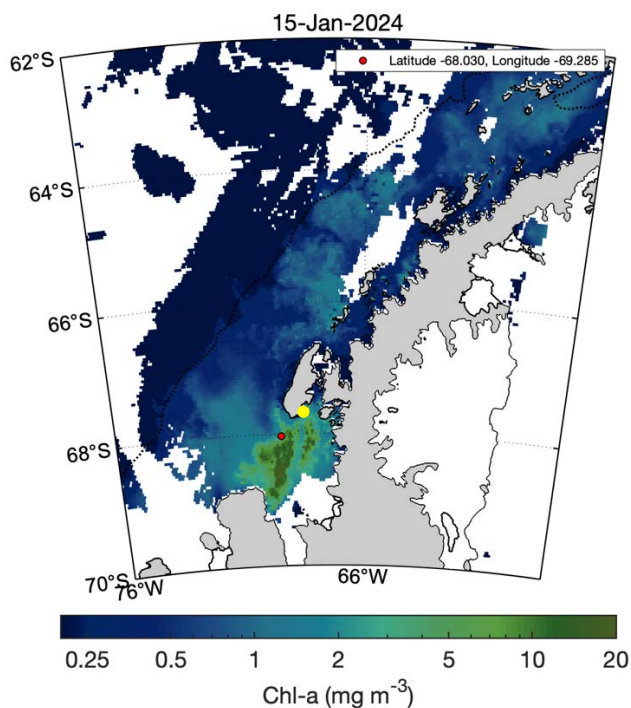 15-Jan-2024
Latitude -68.030, Longitude -69.285
62°S
64°S
66°S
68°S
70°S
76°W
66°W
0.25 0.5 1 2 5 10 20
Chl-a (mg m⁻³)